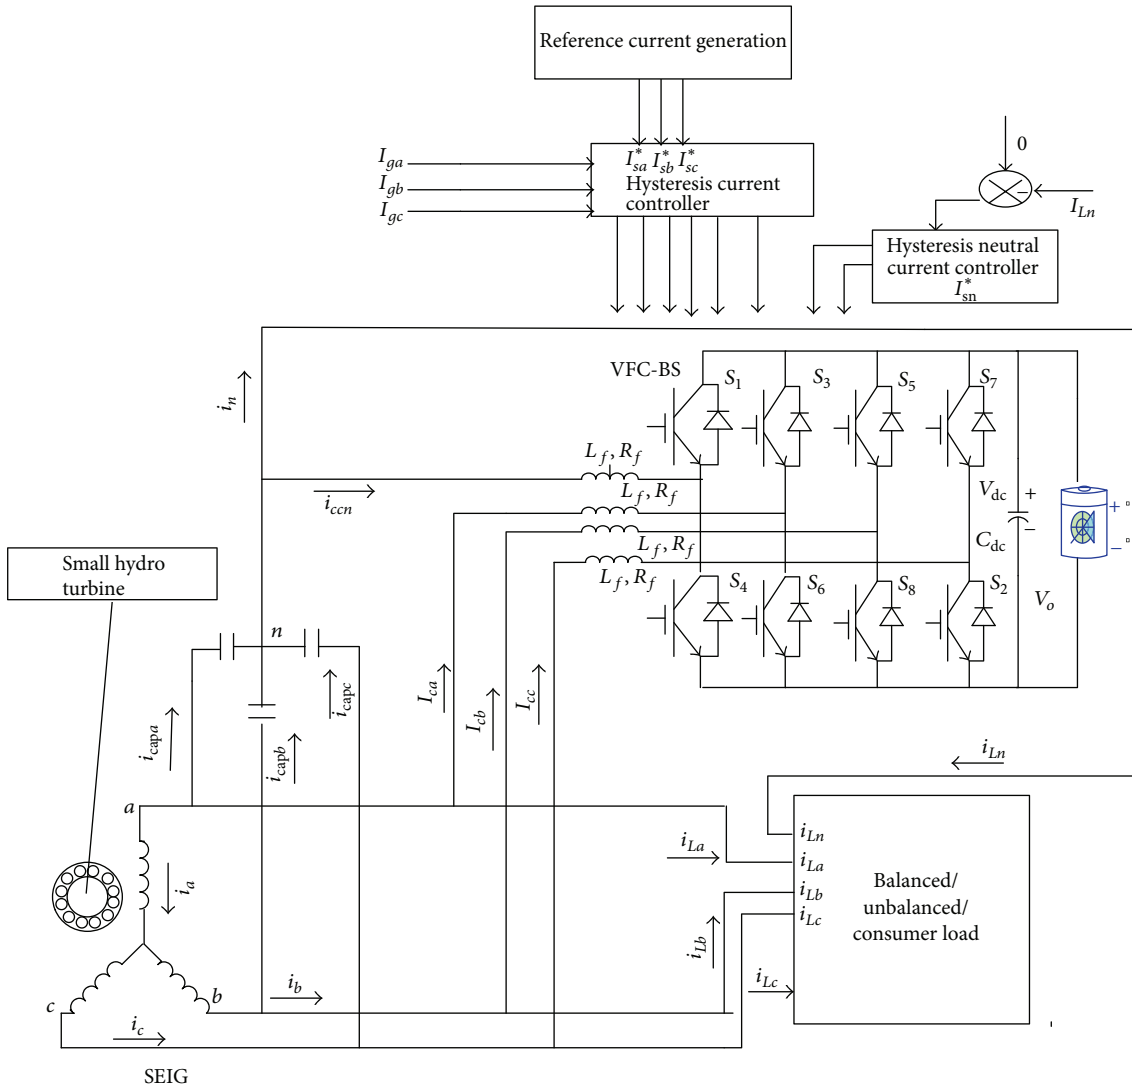 Reference current generation
0
I*sa I*sb I*sc
Iga
Igb
Igc
Hysteresis current
controller
ILn
−
Hysteresis neutral
current controller
I*sn
in
VFC-BS
S1
S3
S5
S7
Lf, Rf
iccn
Lf, Rf
Lf, Rf
Lf, Rf
Vdc
+
−
Cdc
+
−
Vo
S4
S6
S8
S2
Small hydro
turbine
n
icapa
icapb
icapc
Ica
Icb
Icc
iLn
a
ia
iLa
iLb
iLc
iLn
iLa
iLb
iLc
Balanced/
unbalanced/
consumer load
c
b
ib
ic
SEIG